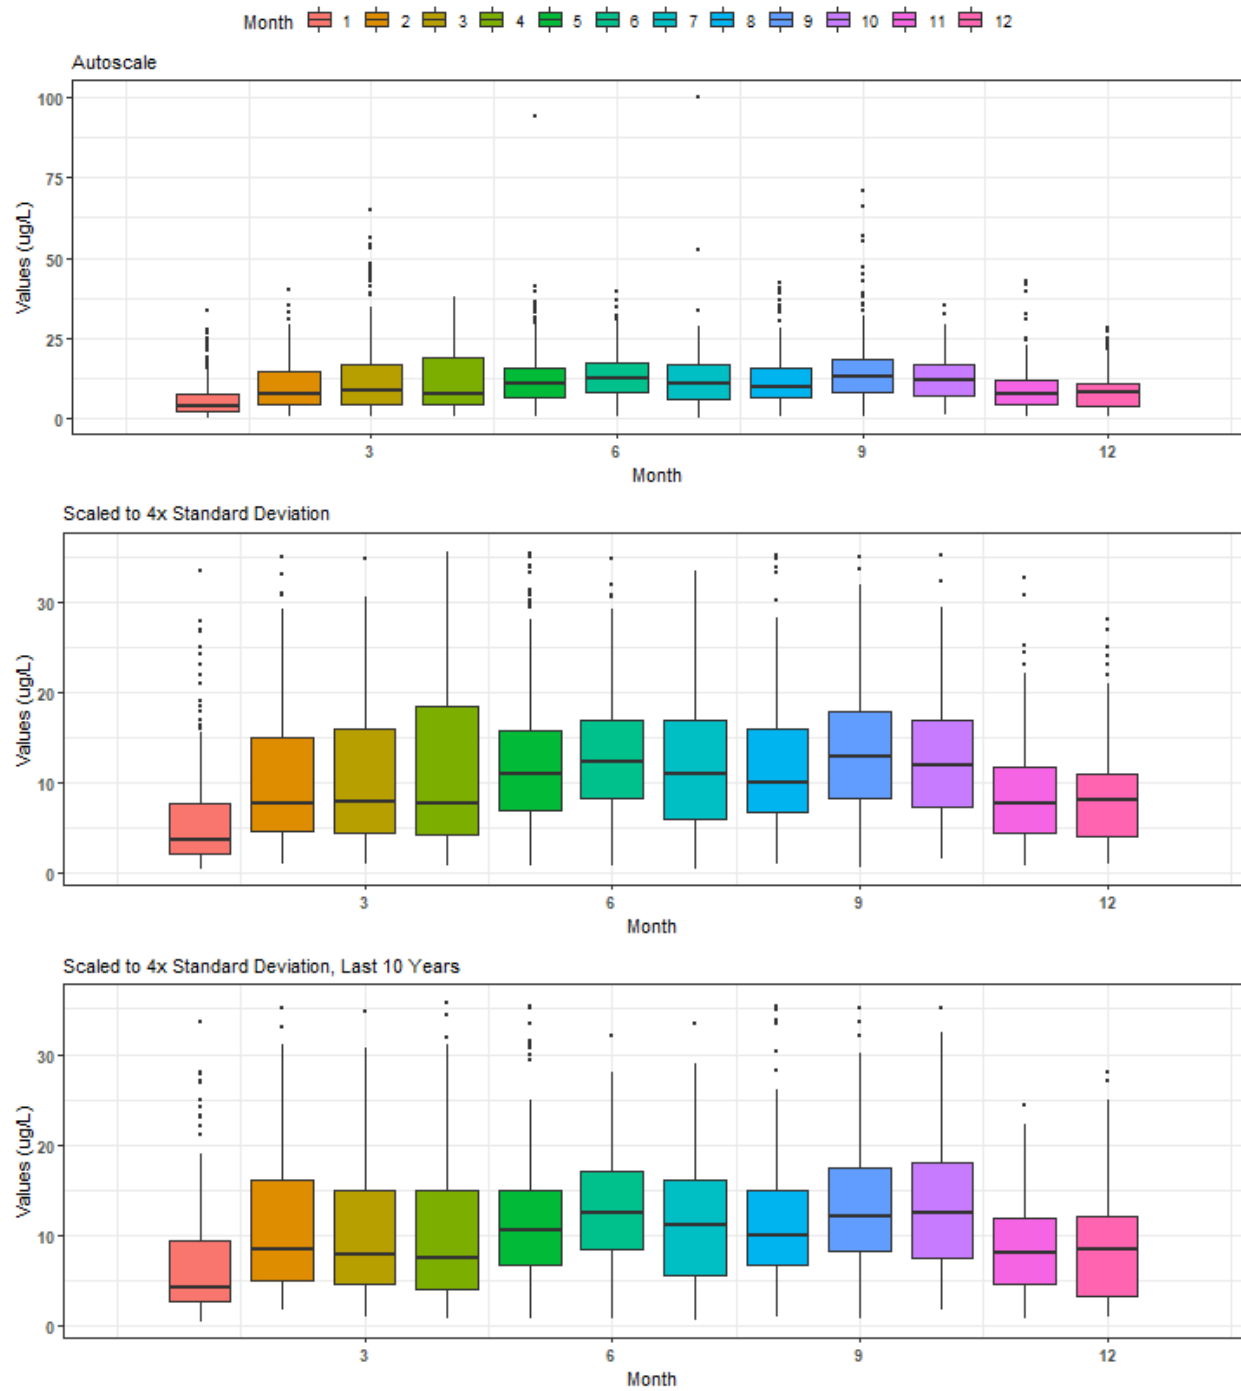 Month 1 2 3 4 5 6 7 8 9 10 11 12
Autoscale
Values (ug/L)
100
75
50
25
0
3 6 9 12
Month
Scaled to 4x Standard Deviation
Values (ug/L)
30
20
10
0
3 6 9 12
Month
Scaled to 4x Standard Deviation, Last 10 Years
Values (ug/L)
30
20
10
0
3 6 9 12
Month